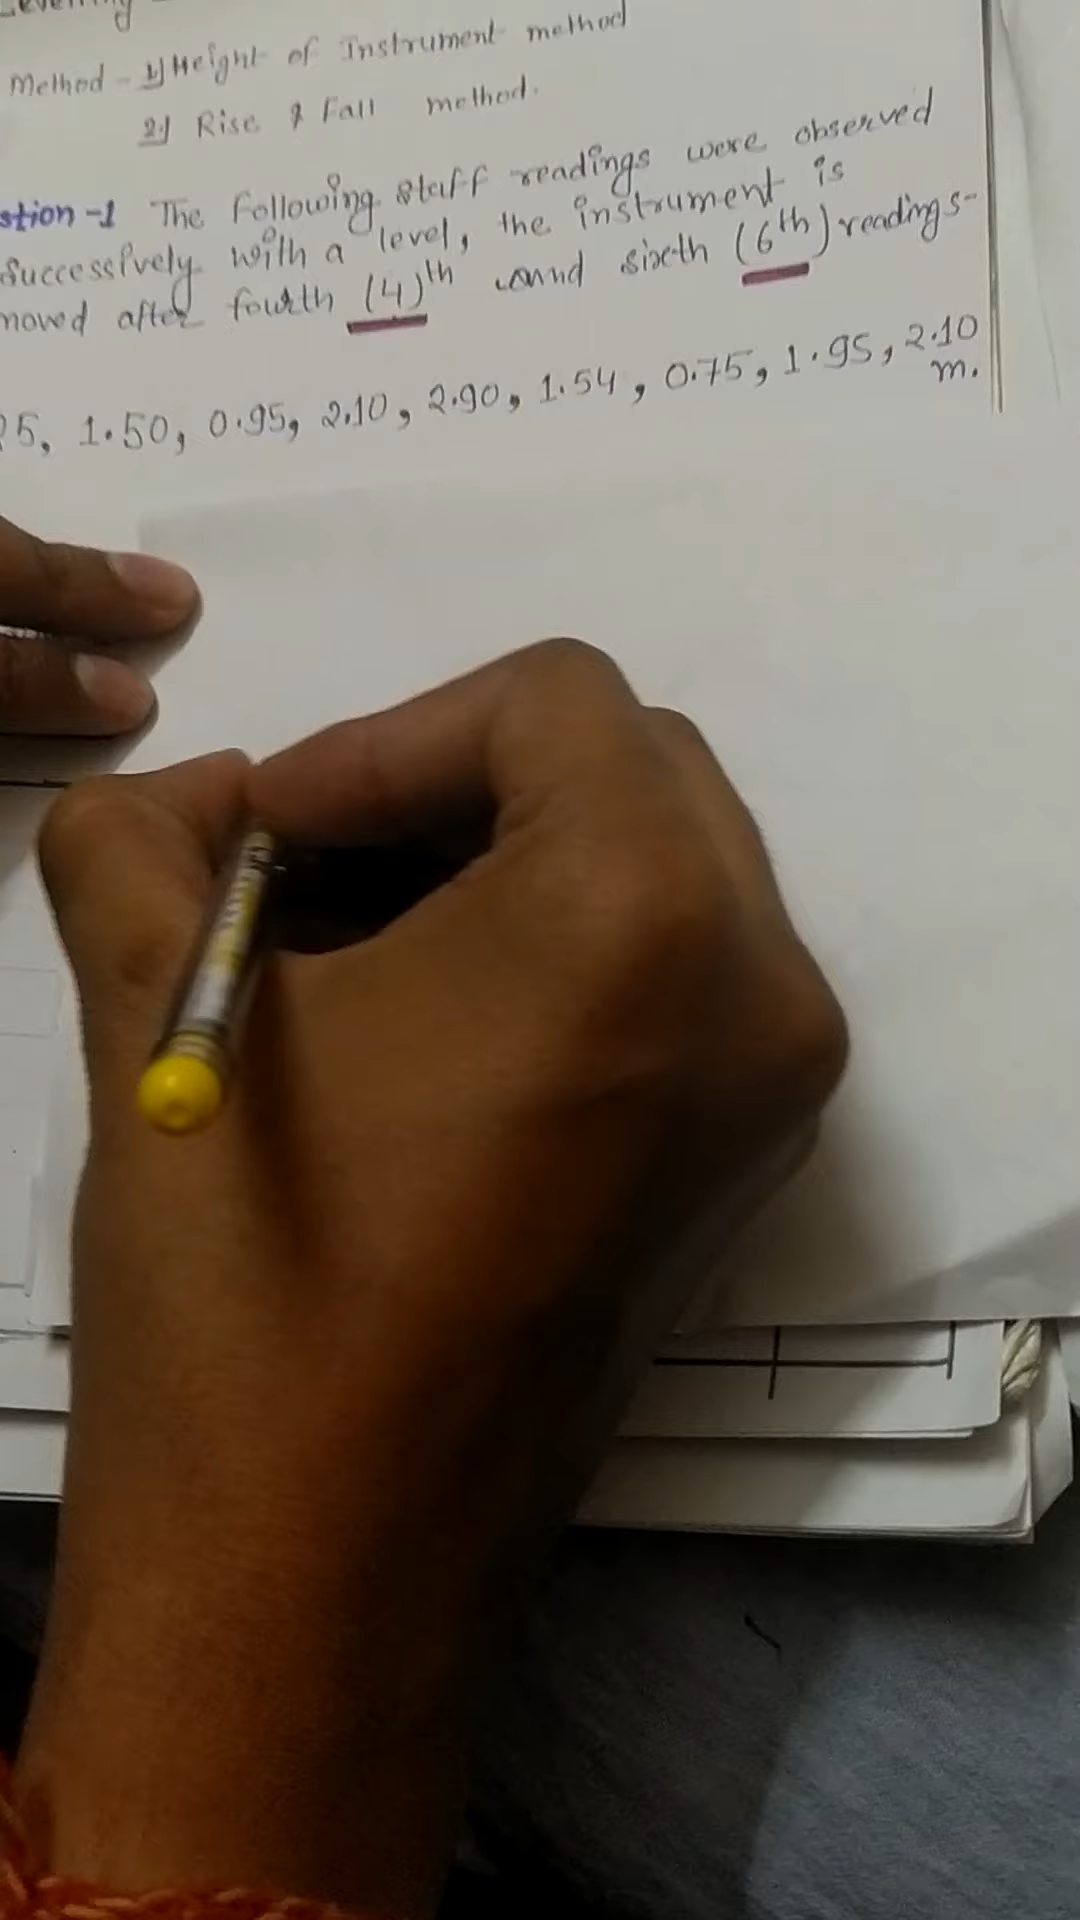 Levelling
Method - 1) Height of Instrument method
2) Rise & Fall method.
stion-1 The following staff readings were observed
successively with a level, the instrument is
moved after fourth (4)th and sixth (6th) readings-
25, 1.50, 0.95, 2.10, 2.90, 1.54, 0.75, 1.95, 2.10
m.